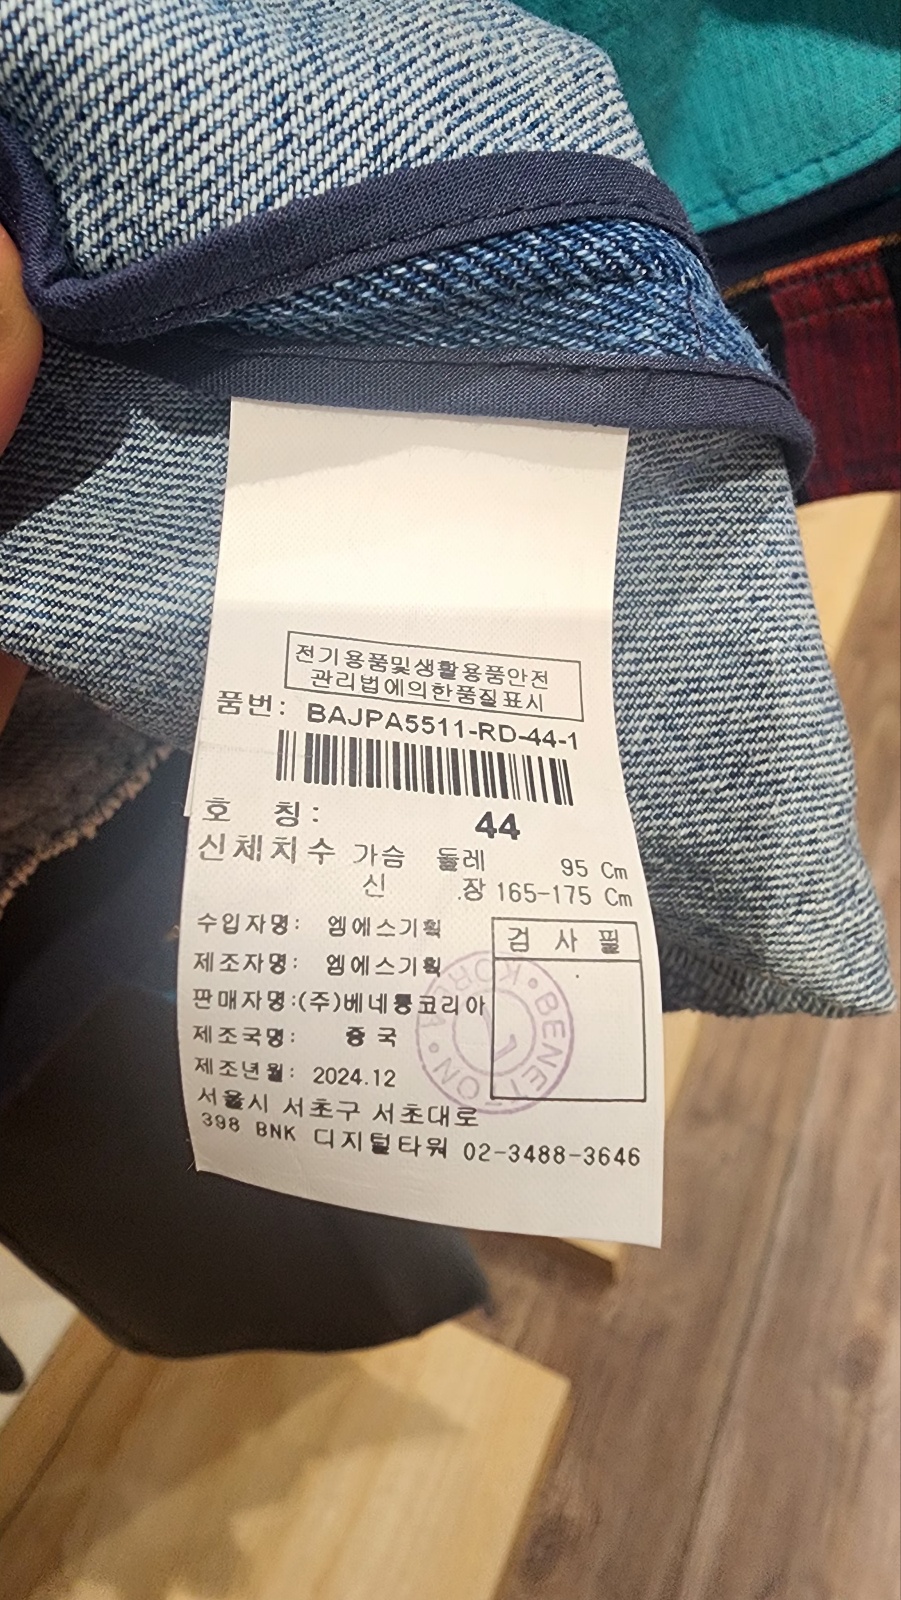 전기용품및생활용품안전
관리법에의한품질표시
품번: BAJPA5511-RD-44-1
호 칭: 44
신체치수 가슴 둘레 95 Cm
신 장 165-175 Cm
수입자명: 엠에스기획
검 사 필
제조자명: 엠에스기획
판매자명:(주)베네통코리아
제조국명: 중 국
제조년월: 2024.12
서울시 서초구 서초대로
398 BNK 디지털타워 02-3488-3646
BENETTON KOREA